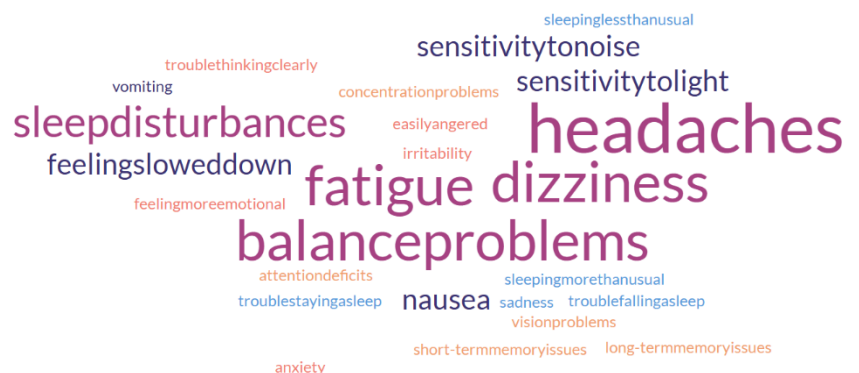 sleepinglessthanusual
sensitivitytonoise
troublethinkingclearly
sensitivitytolight
vomiting
concentrationproblems
sleepdisturbances
easilyangered
headaches
irritability
feelingsloweddown
fatigue
dizziness
feelingmoreemotional
balanceproblems
attentiondeficits
sleepingmorethanusual
troublestayingasleep
nausea
sadness
troublefallingasleep
visionproblems
short-termmemoryissues
long-termmemoryissues
anxiety